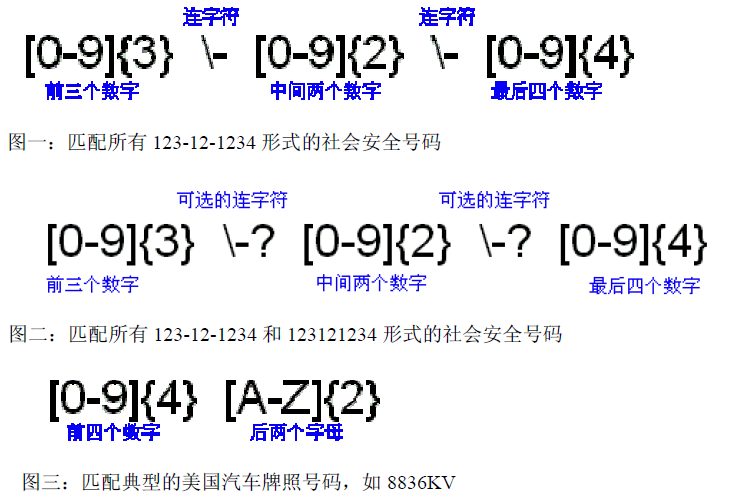 连字符 连字符
[0-9]{3} \- [0-9]{2} \- [0-9]{4}
前三个数字 中间两个数字 最后四个数字
图一：匹配所有 123-12-1234 形式的社会安全号码
可选的连字符 可选的连字符
[0-9]{3} \-? [0-9]{2} \-? [0-9]{4}
前三个数字 中间两个数字 最后四个数字
图二：匹配所有 123-12-1234 和 123121234 形式的社会安全号码
[0-9]{4} [A-Z]{2}
前四个数字 后两个字母
图三：匹配典型的美国汽车牌照号码，如 8836KV